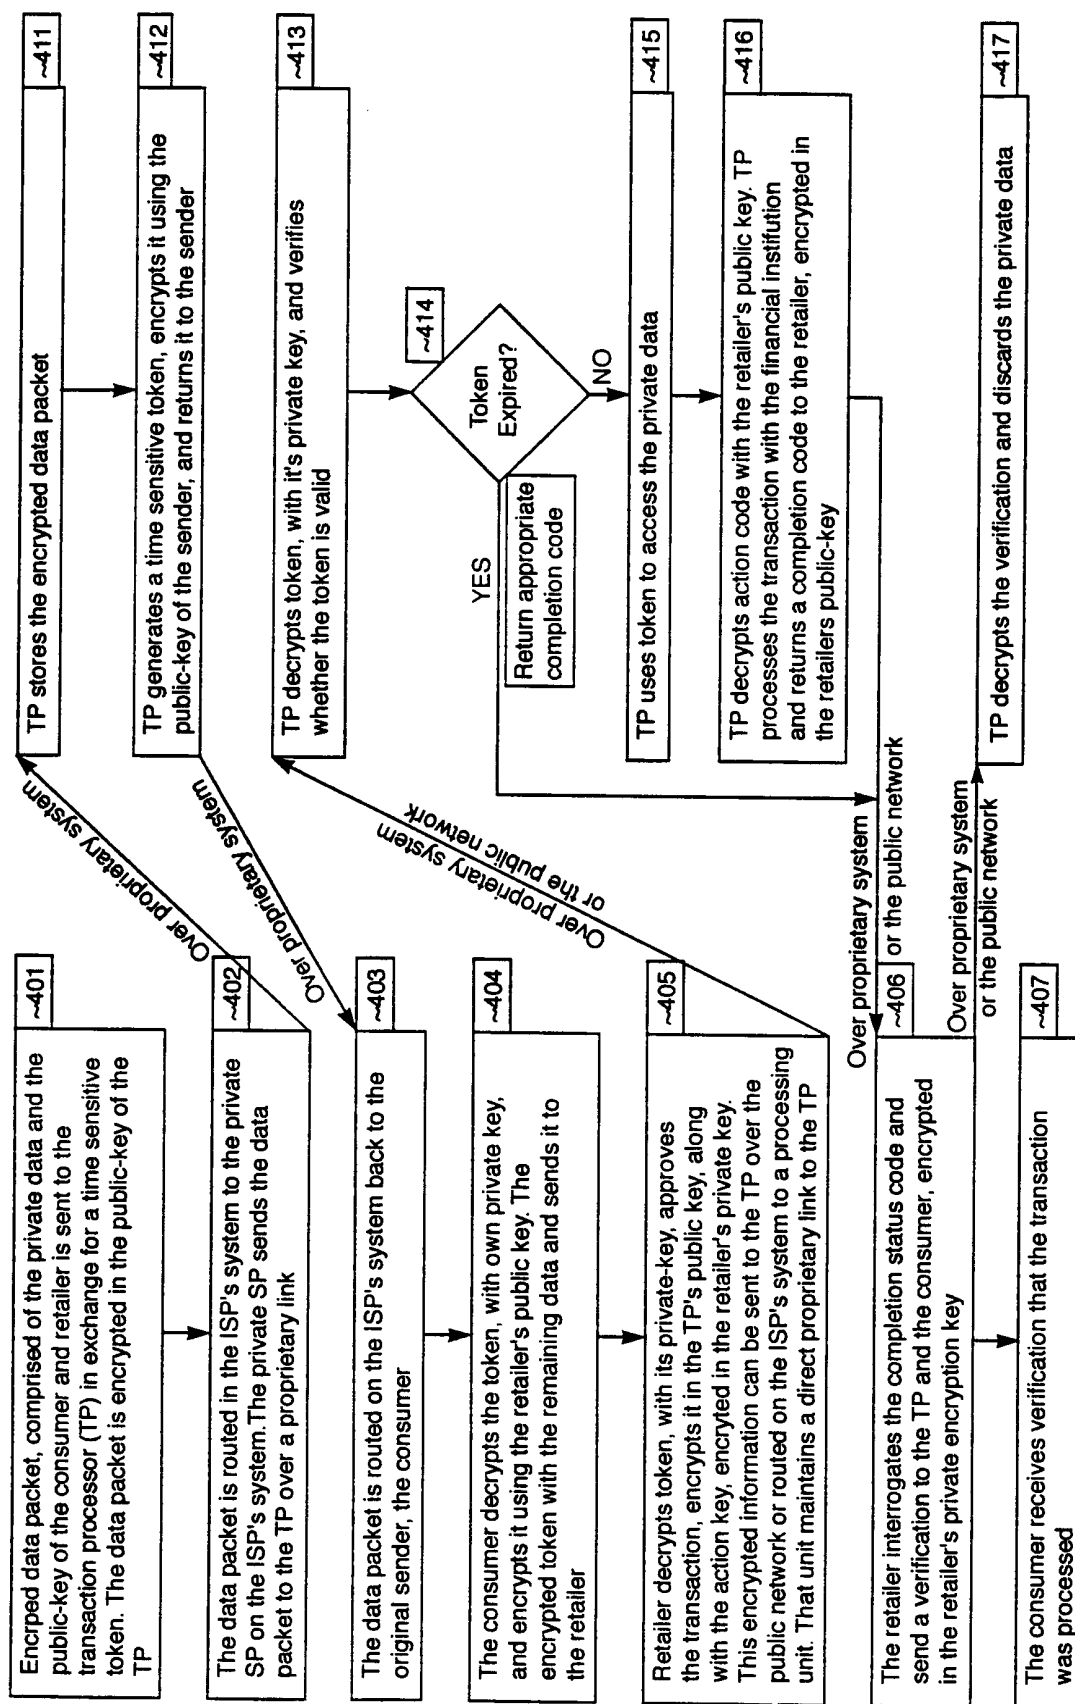 Encrped data packet, comprised of the private data and the
public-key of the consumer and retailer is sent to the
transaction processor (TP) in exchange for a time sensitive
token. The data packet is encrypted in the public-key of the
TP
~401
The data packet is routed in the ISP's system to the private
SP on the ISP's system. The private SP sends the data
packet to the TP over a proprietary link
~402
The data packet is routed on the ISP's system back to the
original sender, the consumer
~403
The consumer decrypts the token, with own private key,
and encrypts it using the retailer's public key. The
encrypted token with the remaining data and sends it to
the retailer
~404
Retailer decrypts token, with its private-key, approves
the transaction, encrypts it in the TP's public key, along
with the action key, encryted in the retailer's private key.
This encrypted information can be sent to the TP over the
public network or routed on the ISP's system to a processing
unit. That unit maintains a direct proprietary link to the TP
~405
The retailer interrogates the completion status code and
send a verification to the TP and the consumer, encrypted
in the retailer's private encryption key
~406
The consumer receives verification that the transaction
was processed
~407
Over proprietary system
Over proprietary system
Over proprietary system
or the public network
Over proprietary system
or the public network
Over proprietary system
or the public network
TP stores the encrypted data packet
~411
TP generates a time sensitive token, encrypts it using the
public-key of the sender, and returns it to the sender
~412
TP decrypts token, with it's private key, and verifies
whether the token is valid
~413
Token
Expired?
~414
YES
Return appropriate
completion code
NO
TP uses token to access the private data
~415
TP decrypts action code with the retailer's public key. TP
processes the transaction with the financial institution
and returns a completion code to the retailer, encrypted in
the retailers public-key
~416
TP decrypts the verification and discards the private data
~417